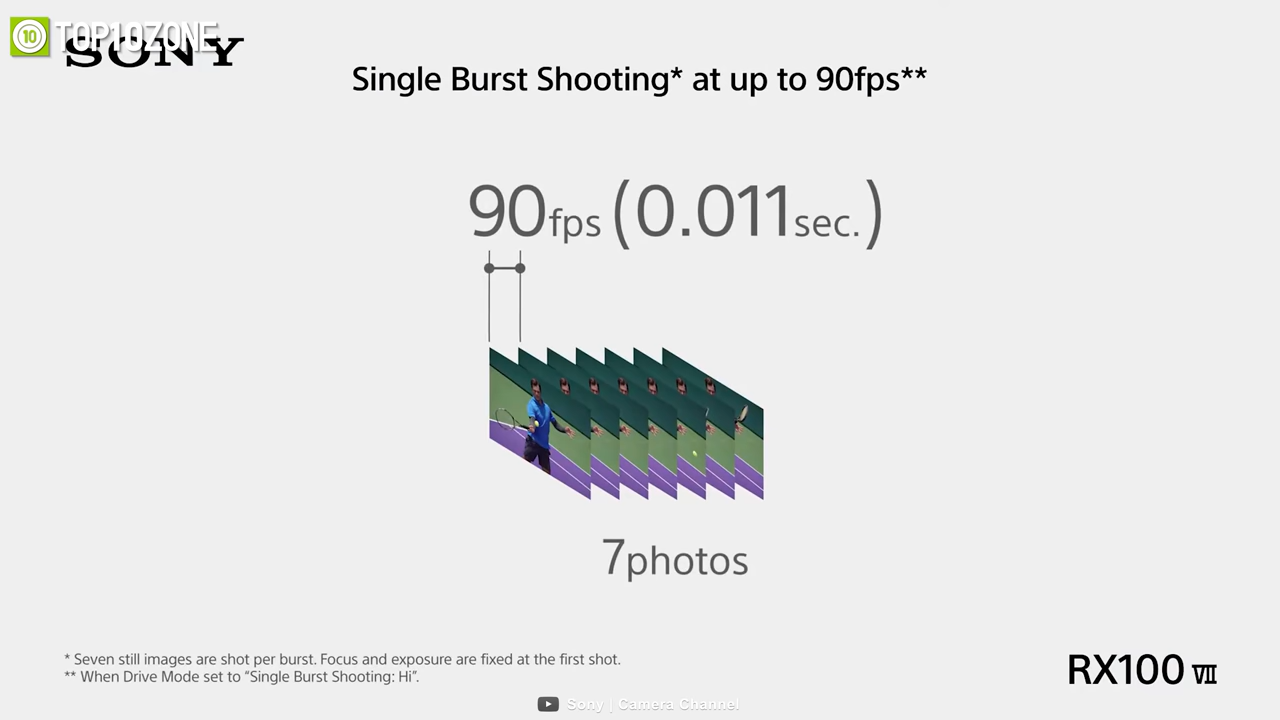 TOP10ZONE
SONY
Single Burst Shooting* at up to 90fps**
90fps (0.011sec.)
7photos
* Seven still images are shot per burst. Focus and exposure are fixed at the first shot.
** When Drive Mode set to “Single Burst Shooting: Hi”.
RX100 VII
Sony | Camera Channel